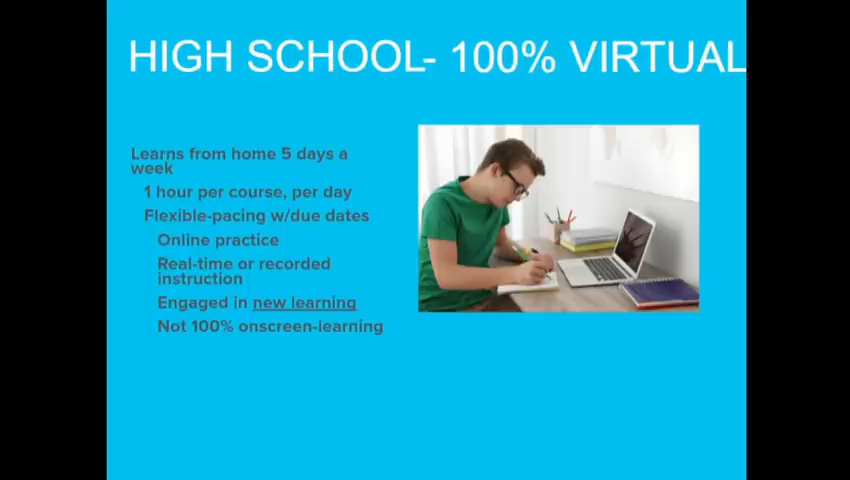 HIGH SCHOOL- 100% VIRTUAL
Learns from home 5 days a
week
1 hour per course, per day
Flexible-pacing w/due dates
Online practice
Real-time or recorded
instruction
Engaged in new learning
Not 100% onscreen-learning